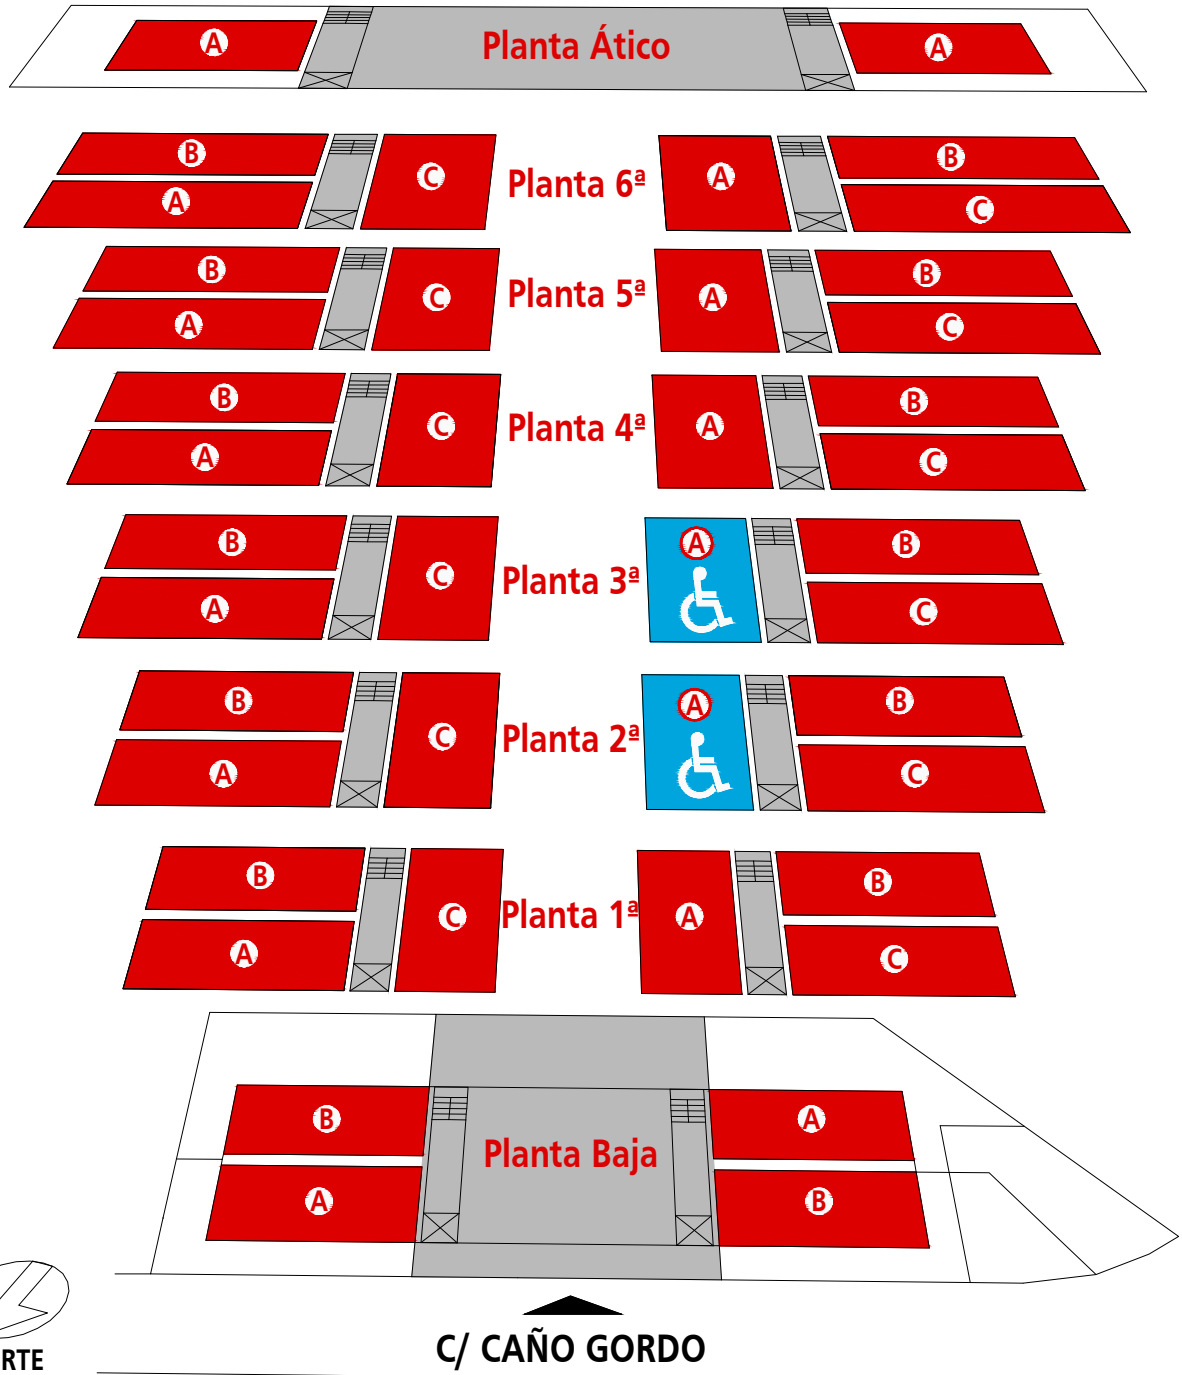 A Planta Ático A
B B
A C Planta 6ª A C
B B
A C Planta 5ª A C
B B
A C Planta 4ª A C
B A B
A C Planta 3ª C
B A B
A C Planta 2ª C
B B
A C Planta 1ª A C
B A
Planta Baja
A B
C/ CAÑO GORDO
RTE